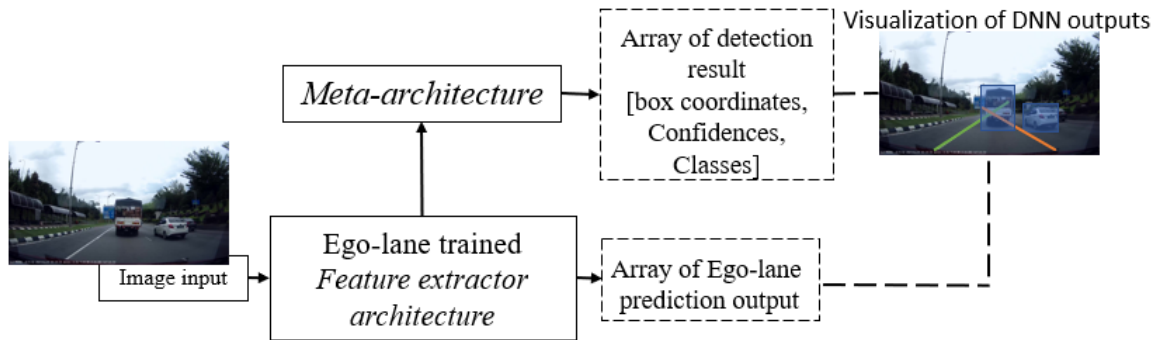 Visualization of DNN outputs
Array of detection
result
[box coordinates,
Confidences,
Classes]
Meta-architecture
Image input
Ego-lane trained
Feature extractor
architecture
Array of Ego-lane
prediction output